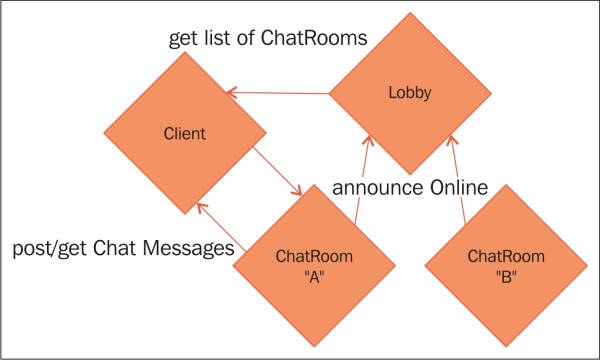 get list of ChatRooms
Lobby
Client
announce Online
post/get Chat Messages
ChatRoom
"A"
ChatRoom
"B"